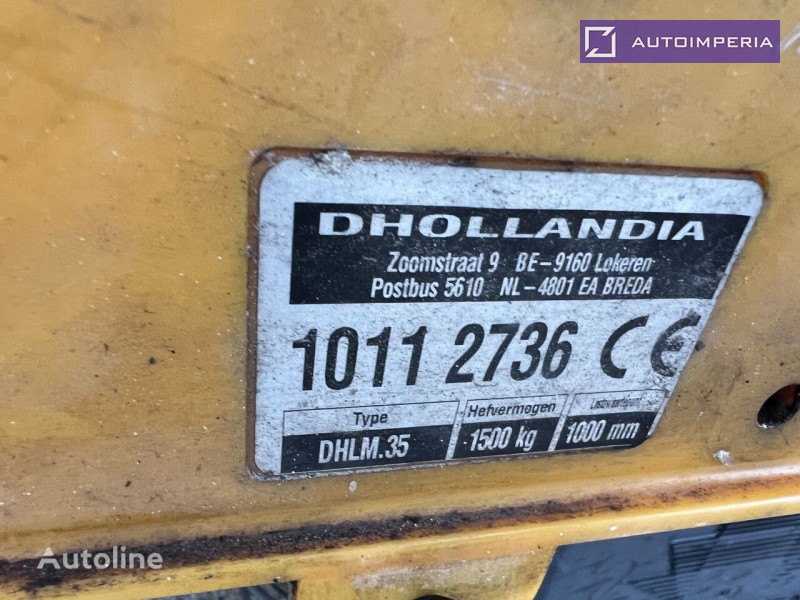 AUTOIMPERIA
DHOLLANDIA
Zoomstraat 9 BE-9160 Lokeren
Postbus 5610 NL-4801 EA BREDA
1011 2736 CE
Type Hefvermogen
DHLM.35 1500 kg 1000 mm
Autoline